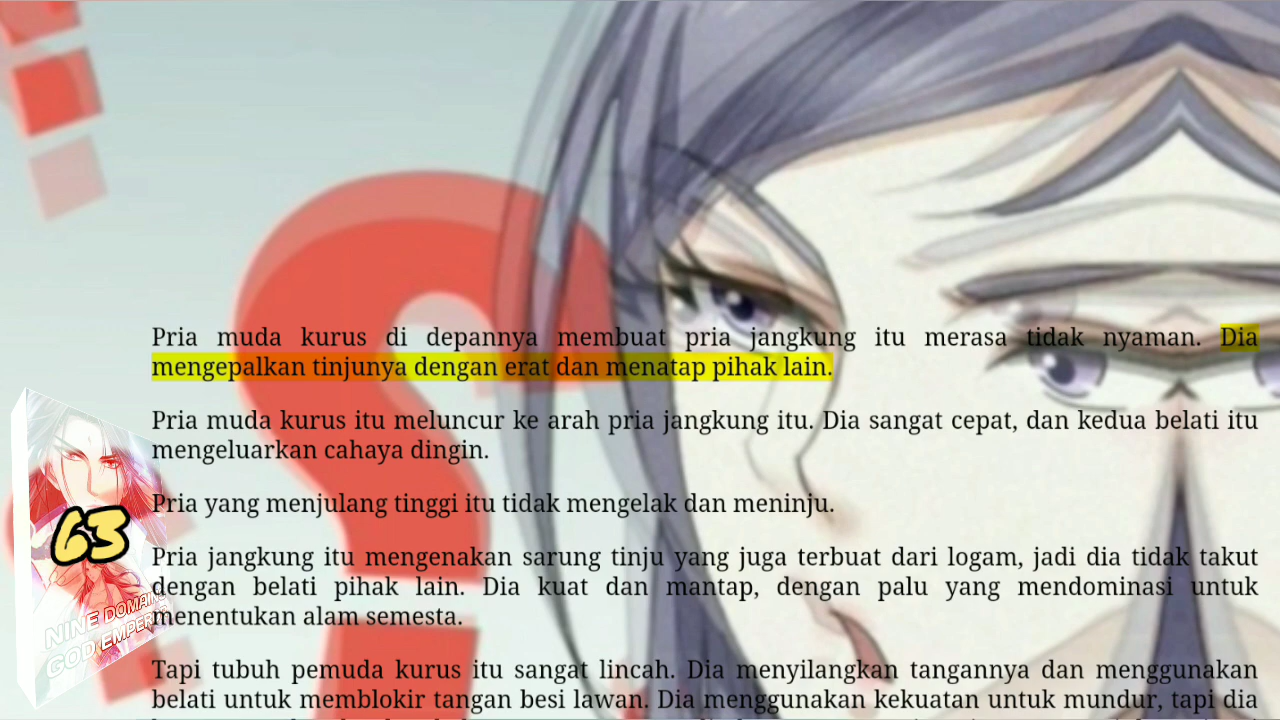 Pria muda kurus di depannya membuat pria jangkung itu merasa tidak nyaman. Dia
mengepalkan tinjunya dengan erat dan menatap pihak lain.
Pria muda kurus itu meluncur ke arah pria jangkung itu. Dia sangat cepat, dan kedua belati itu
mengeluarkan cahaya dingin.
Pria yang menjulang tinggi itu tidak mengelak dan meninju.
Pria jangkung itu mengenakan sarung tinju yang juga terbuat dari logam, jadi dia tidak takut
dengan belati pihak lain. Dia kuat dan mantap, dengan palu yang mendominasi untuk
menentukan alam semesta.
Tapi tubuh pemuda kurus itu sangat lincah. Dia menyilangkan tangannya dan menggunakan
belati untuk memblokir tangan besi lawan. Dia menggunakan kekuatan untuk mundur, tapi dia
63
NINE DOMAIN
GOD EMPEROR